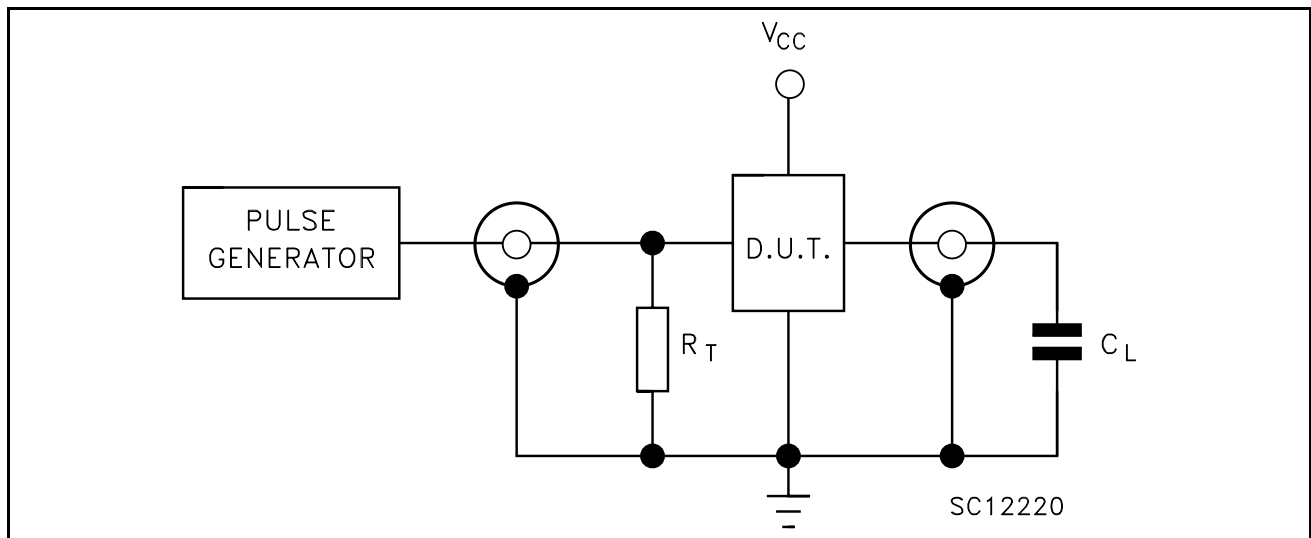 VCC
PULSE
GENERATOR
D.U.T.
RT
CL
SC12220